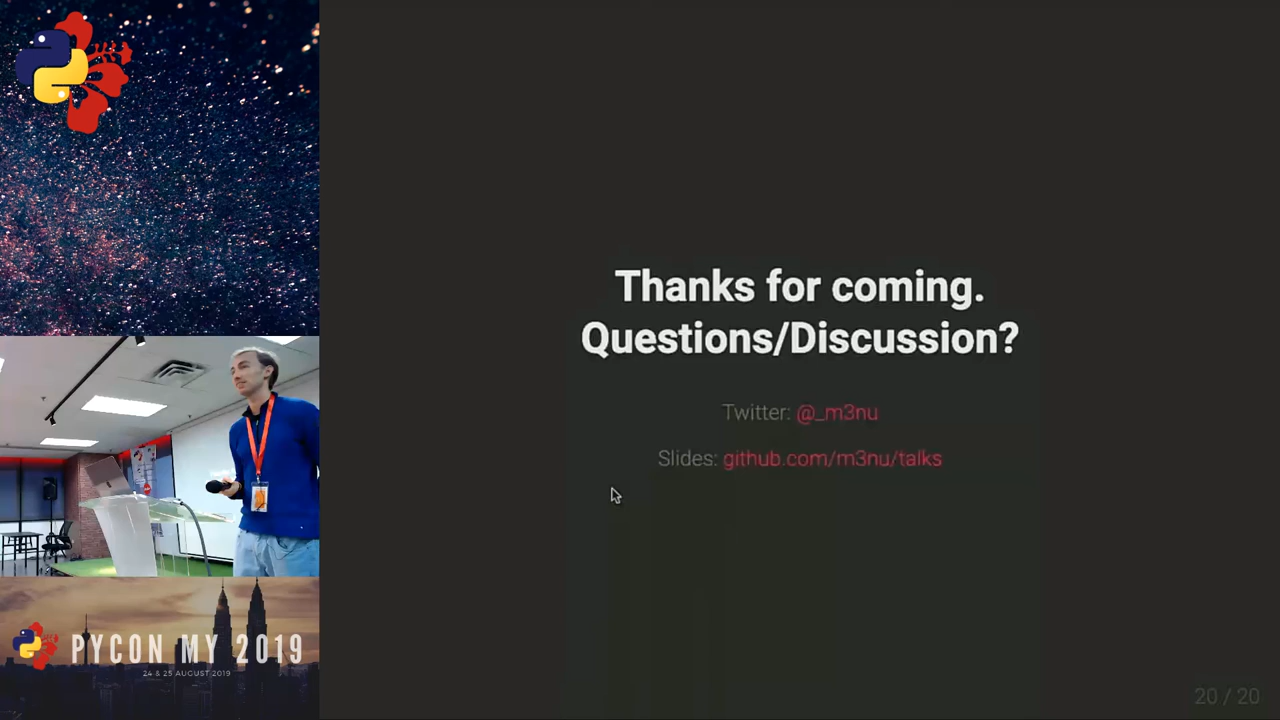 Thanks for coming.
Questions/Discussion?
Twitter: @_m3nu
Slides: github.com/m3nu/talks
20 / 20
PYCON MY 2019
24 & 25 AUGUST 2019